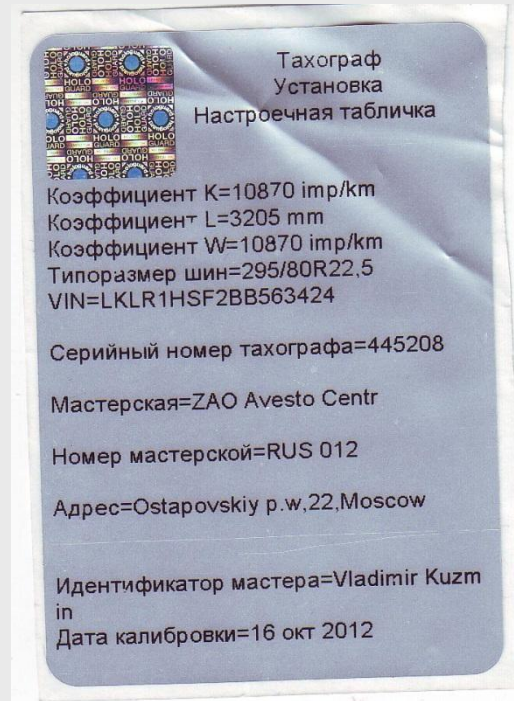 Тахограф
Установка
Настроечная табличка
HOLO
GUARD
Коэффициент K=10870 imp/km
Коэффициент L=3205 mm
Коэффициент W=10870 imp/km
Типоразмер шин=295/80R22,5
VIN=LKLR1HSF2BB563424
Серийный номер тахографа=445208
Мастерская=ZAO Avesto Centr
Номер мастерской=RUS 012
Адрес=Ostapovskiy p.w,22,Moscow
Идентификатор мастера=Vladimir Kuzm
in
Дата калибровки=16 окт 2012